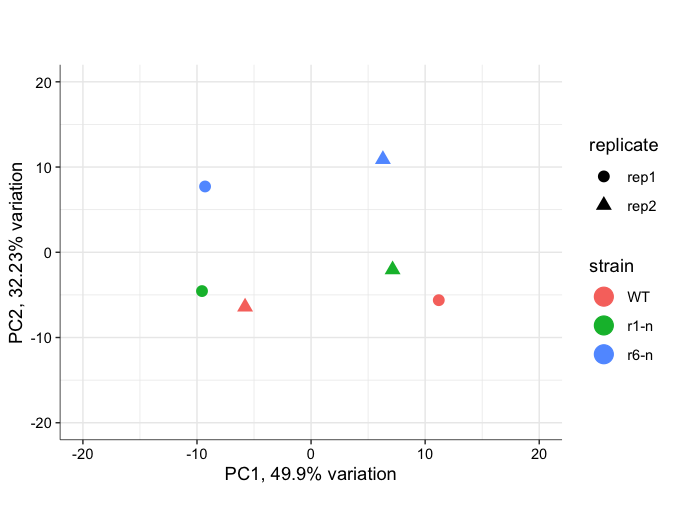 20
10
0
-10
-20
PC2, 32.23% variation
-20 -10 0 10 20
PC1, 49.9% variation
replicate
rep1
rep2
strain
WT
r1-n
r6-n